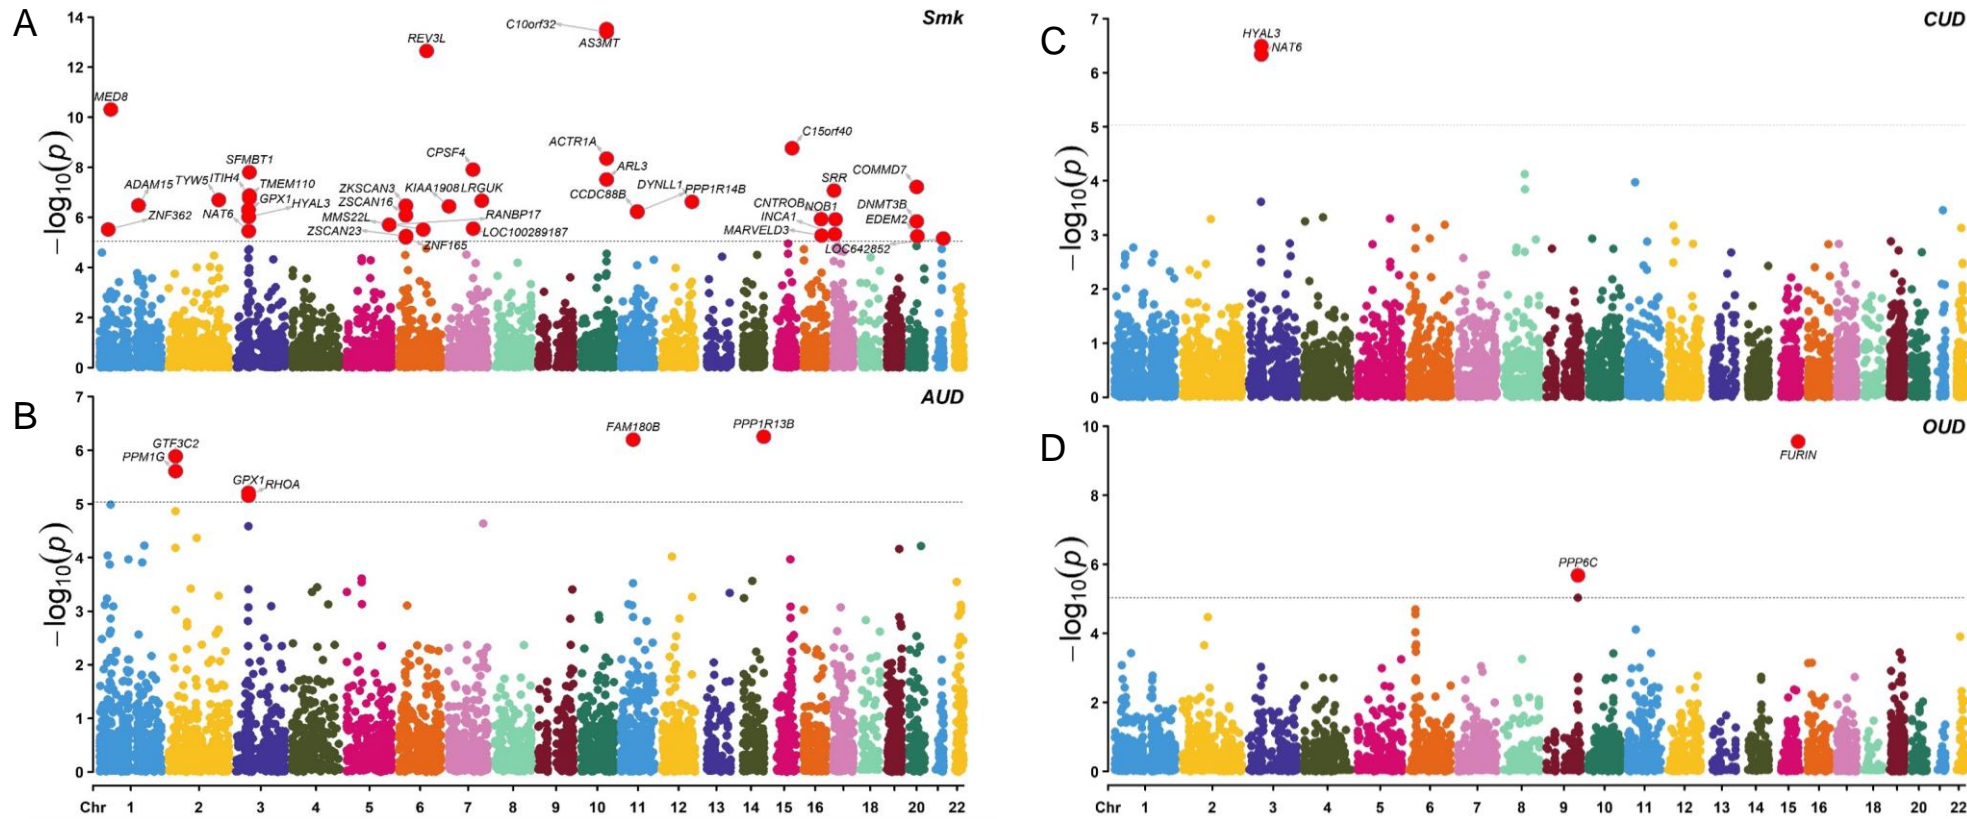 A
Smk
−log10(p)
14
12
10
8
6
4
2
0
C10orf32
AS3MT
REV3L
MED8
C15orf40
ACTR1A
ARL3
CPSF4
SFMBT1
COMMD7
SRR
ADAM15
TYW5
ITIH4
TMEM110
GPX1
HYAL3
NAT6
ZNF362
ZKSCAN3
ZSCAN16
KIAA1908
LRGUK
MMS22L
ZSCAN23
RANBP17
LOC100289187
ZNF165
CCDC88B
DYNLL1
PPP1R14B
CNTROB
NOB1
INCA1
MARVELD3
DNMT3B
EDEM2
LOC642852
B
AUD
−log10(p)
7
6
5
4
3
2
1
0
GTF3C2
PPM1G
GPX1
RHOA
FAM180B
PPP1R13B
Chr 1 2 3 4 5 6 7 8 9 10 11 12 13 14 15 16 18 20 22
C
CUD
−log10(p)
7
6
5
4
3
2
1
0
HYAL3
NAT6
D
OUD
−log10(p)
10
8
6
4
2
0
FURIN
PPP6C
Chr 1 2 3 4 5 6 7 8 9 10 11 12 13 14 15 16 18 20 22